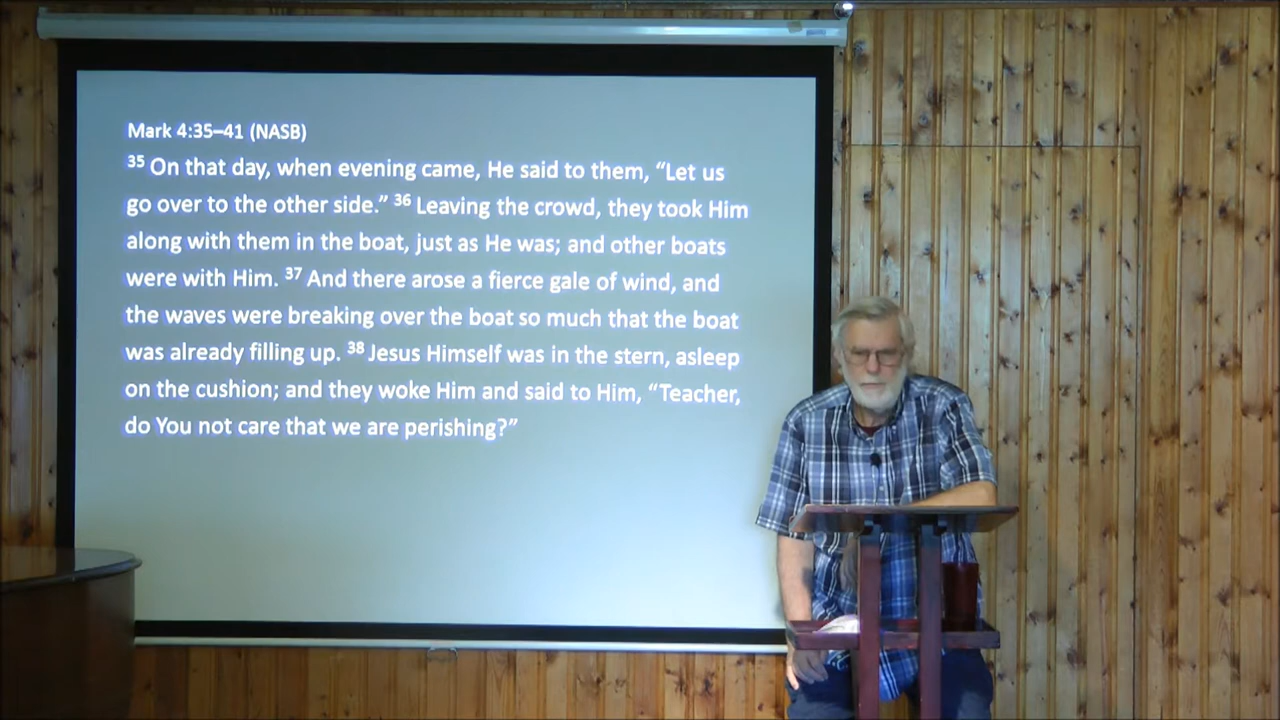 Mark 4:35–41 (NASB)
35 On that day, when evening came, He said to them, “Let us
go over to the other side.” 36 Leaving the crowd, they took Him
along with them in the boat, just as He was; and other boats
were with Him. 37 And there arose a fierce gale of wind, and
the waves were breaking over the boat so much that the boat
was already filling up. 38 Jesus Himself was in the stern, asleep
on the cushion; and they woke Him and said to Him, “Teacher,
do You not care that we are perishing?”